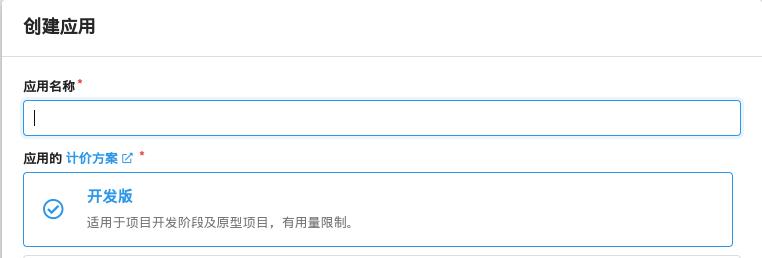 创建应用
应用名称*
应用的 计价方案 *
开发版
适用于项目开发阶段及原型项目，有用量限制。